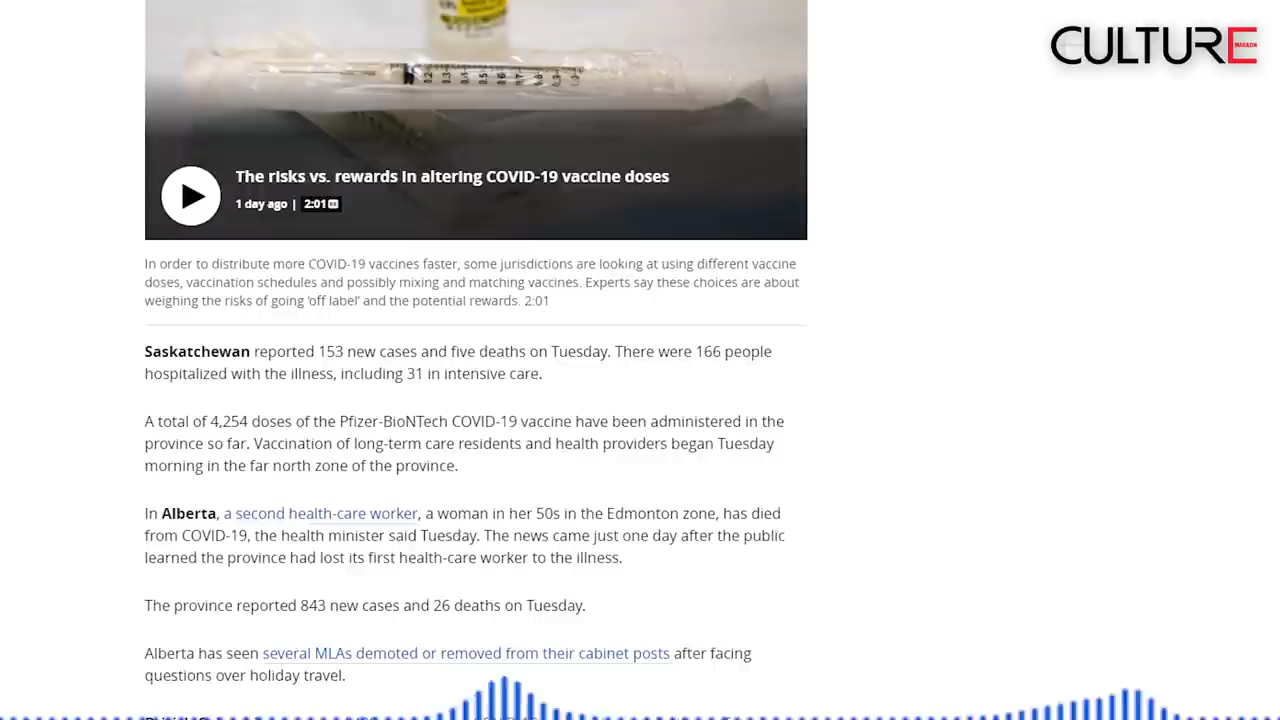 CULTURE
MAGAZIN
The risks vs. rewards in altering COVID-19 vaccine doses
1 day ago | 2:01
In order to distribute more COVID-19 vaccines faster, some jurisdictions are looking at using different vaccine
doses, vaccination schedules and possibly mixing and matching vaccines. Experts say these choices are about
weighing the risks of going 'off label' and the potential rewards. 2:01
Saskatchewan reported 153 new cases and five deaths on Tuesday. There were 166 people
hospitalized with the illness, including 31 in intensive care.
A total of 4,254 doses of the Pfizer-BioNTech COVID-19 vaccine have been administered in the
province so far. Vaccination of long-term care residents and health providers began Tuesday
morning in the far north zone of the province.
In Alberta, a second health-care worker, a woman in her 50s in the Edmonton zone, has died
from COVID-19, the health minister said Tuesday. The news came just one day after the public
learned the province had lost its first health-care worker to the illness.
The province reported 843 new cases and 26 deaths on Tuesday.
Alberta has seen several MLAs demoted or removed from their cabinet posts after facing
questions over holiday travel.